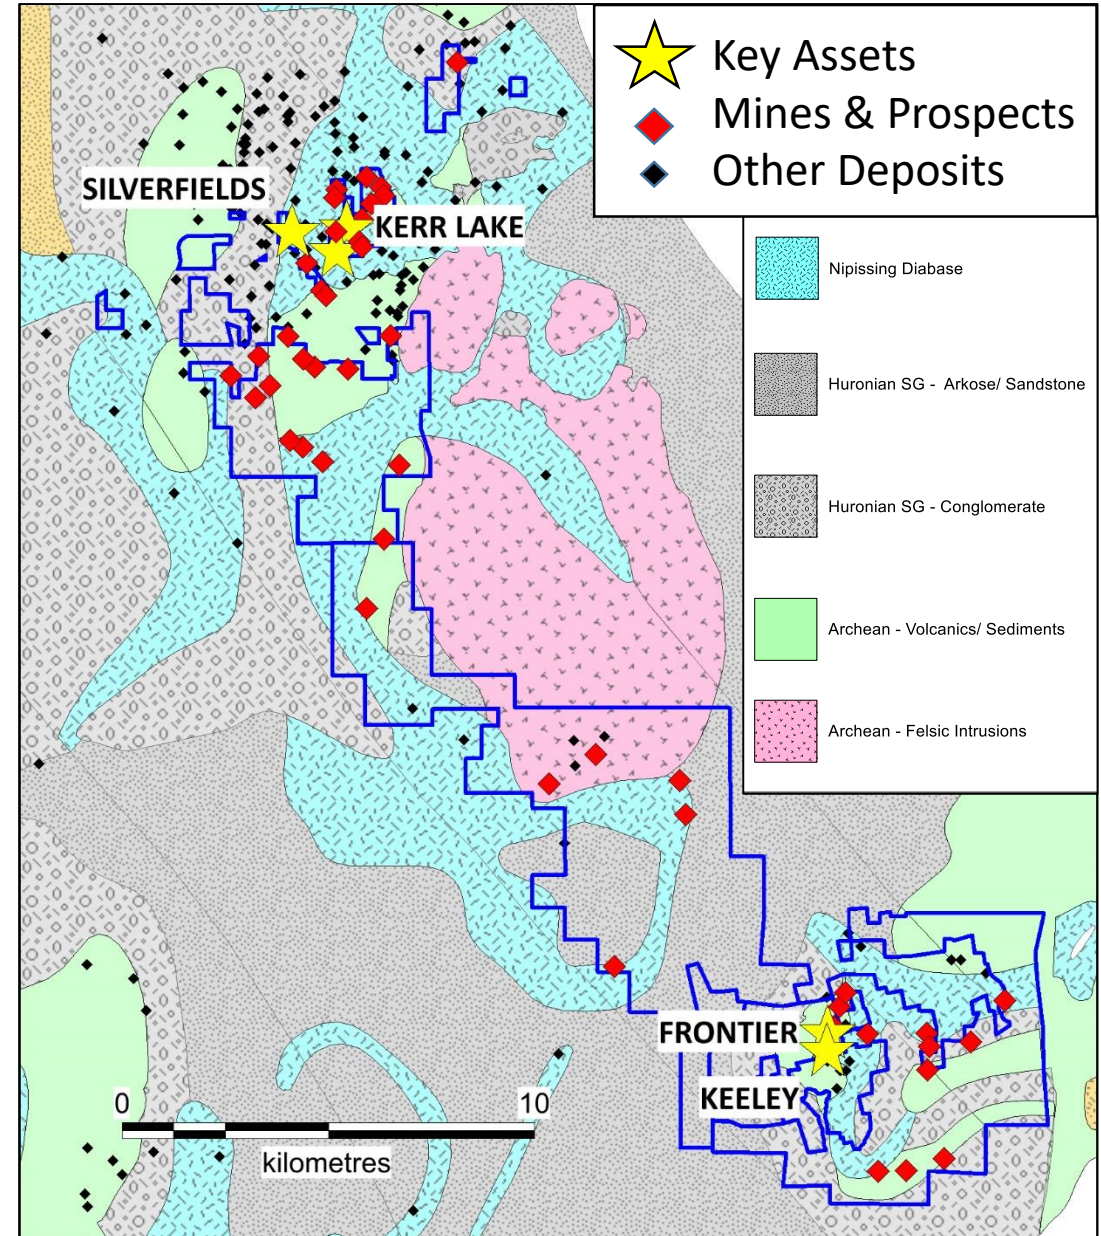 Key Assets
Mines & Prospects
Other Deposits
SILVERFIELDS
KERR LAKE
Nipissing Diabase
Huronian SG - Arkose/ Sandstone
Huronian SG - Conglomerate
Archean - Volcanics/ Sediments
Archean - Felsic Intrusions
FRONTIER
KEELEY
0 10
kilometres